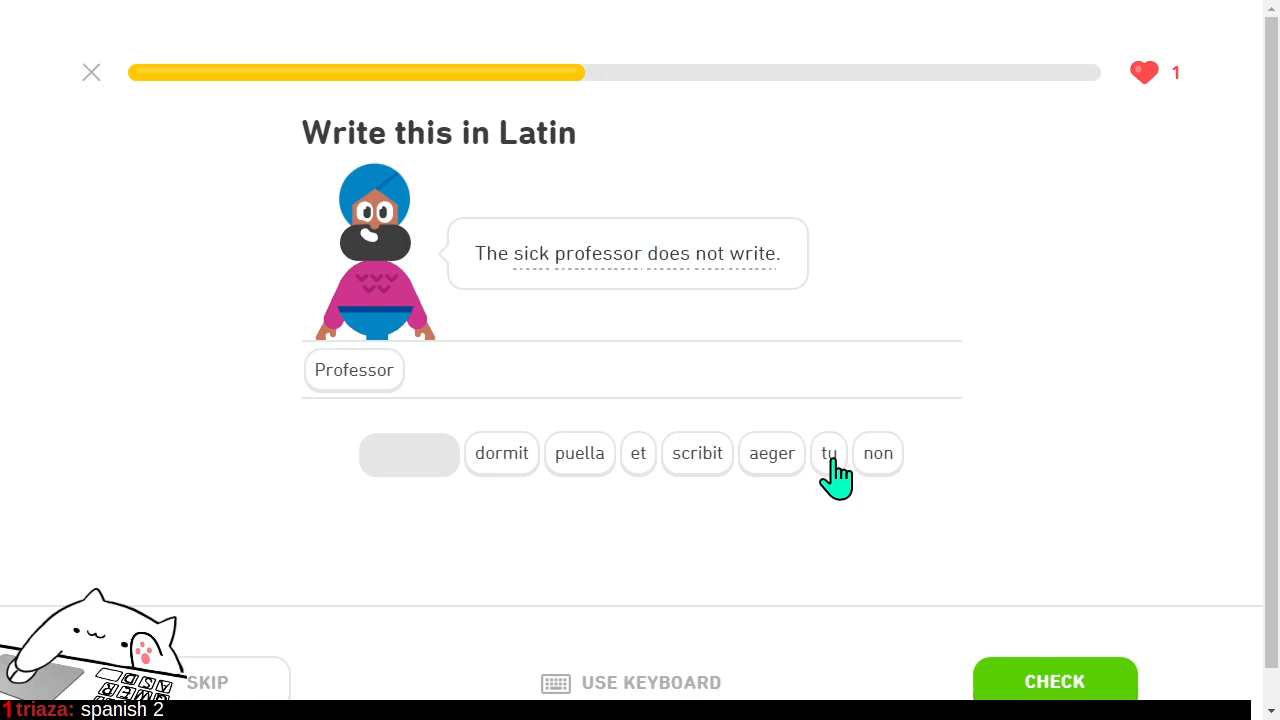 1
Write this in Latin
The sick professor does not write.
Professor
dormit puella et scribit aeger tu non
SKIP USE KEYBOARD CHECK
1triaza: spanish 2